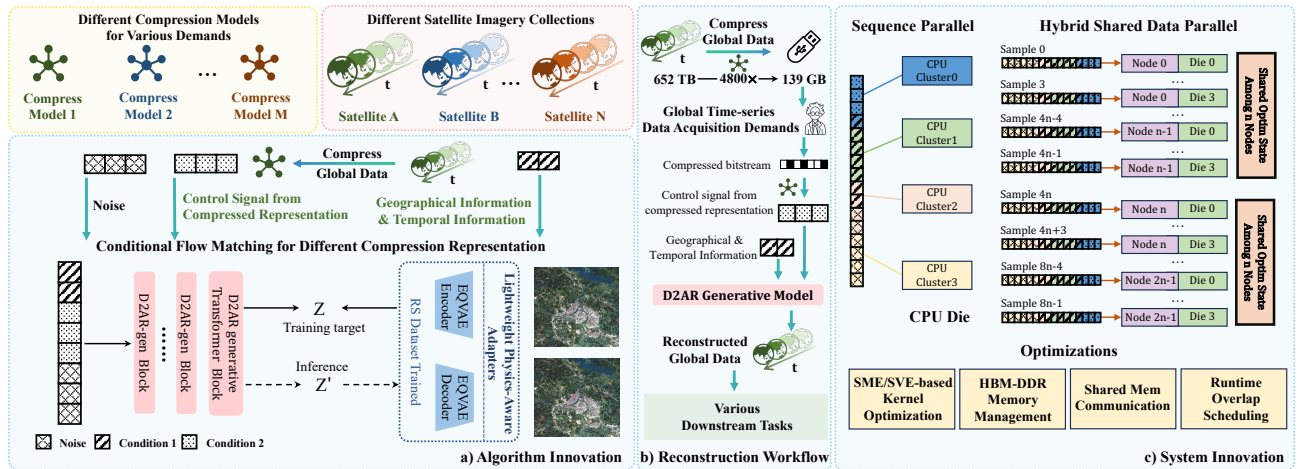 Different Compression Models
for Various Demands
Compress
Model 1
Compress
Model 2
...
Compress
Model M
Different Satellite Imagery Collections
t
Satellite A
t
Satellite B
...
t
Satellite N
Noise
Control Signal from
Compressed Representation
Compress
Global Data
t
Geographical Information
& Temporal Information
Conditional Flow Matching for Different Compression Representation
D2AR-gen Block
......
D2AR-gen Block
D2AR generative
Transformer Block
Z
Training target
Inference
Z'
RS Dataset Trained
EQVAE
Encoder
EQVAE
Decoder
Lightweight Physics-Aware
Adapters
Noise
Condition 1
Condition 2
a) Algorithm Innovation
Compress
Global Data
t
652 TB
4800×
139 GB
Global Time-series
Data Acquisition Demands
Compressed bitstream
Control signal from
compressed representation
Geographical &
Temporal Information
D2AR Generative Model
Reconstructed
Global Data
t
Various
Downstream Tasks
b) Reconstruction Workflow
Sequence Parallel
CPU
Cluster0
CPU
Cluster1
CPU
Cluster2
CPU
Cluster3
CPU Die
Hybrid Shared Data Parallel
Sample 0
Node 0
Die 0
...
Sample 3
Node 0
Die 3
...
Sample 4n-4
Node n-1
Die 0
...
Sample 4n-1
Node n-1
Die 3
Shared Optim State
Among n Nodes
Sample 4n
Node n
Die 0
...
Sample 4n+3
Node n
Die 3
...
Sample 8n-4
Node 2n-1
Die 0
...
Sample 8n-1
Node 2n-1
Die 3
Shared Optim State
Among n Nodes
Optimizations
SME/SVE-based
Kernel
Optimization
HBM-DDR
Memory
Management
Shared Mem
Communication
Runtime
Overlap
Scheduling
c) System Innovation